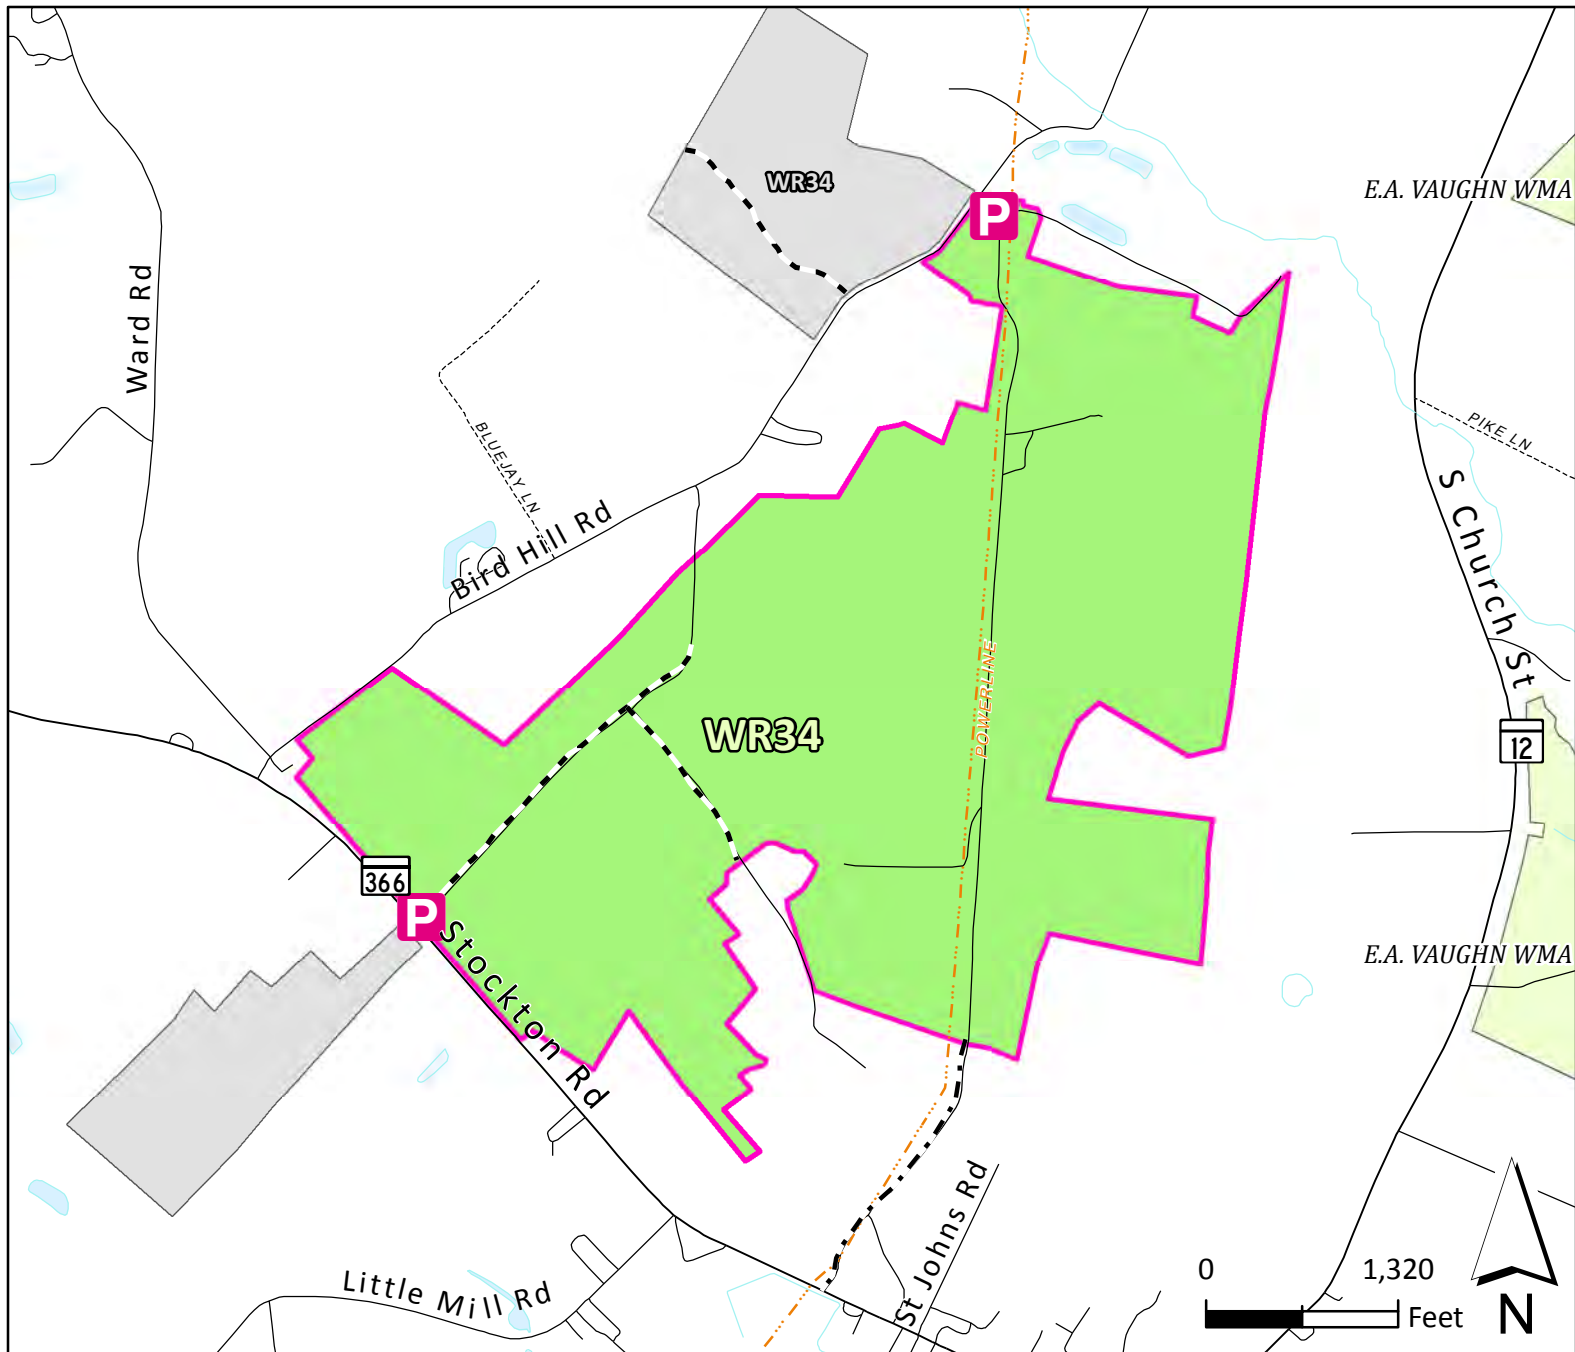 WR34
E.A. VAUGHN WMA
P
Ward Rd
BLUEJAY LN
PIKE LN
Bird Hill Rd
S Church St
POWERLINE
WR34
12
366
P
Stockton Rd
E.A. VAUGHN WMA
St Johns Rd
Little Mill Rd
0 1,320
Feet
N